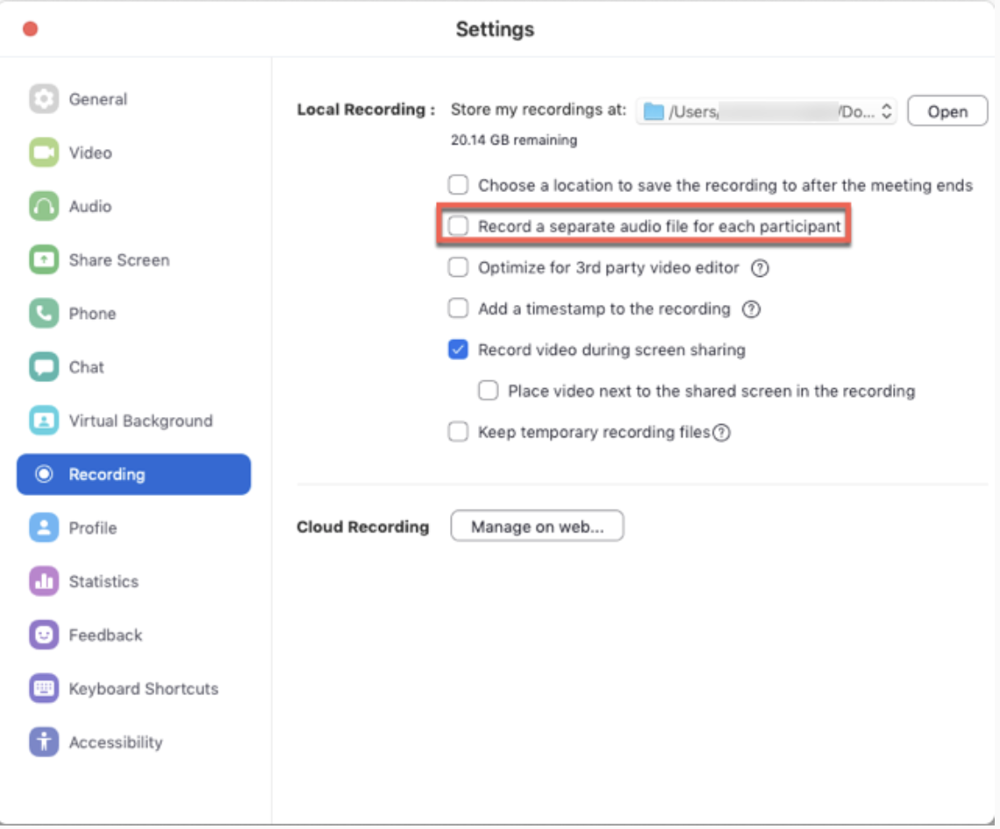 Settings
General
Video
Audio
Share Screen
Phone
Chat
Virtual Background
Recording
Profile
Statistics
Feedback
Keyboard Shortcuts
Accessibility
Local Recording : Store my recordings at: /Users/ /Do... Open
20.14 GB remaining
Choose a location to save the recording to after the meeting ends
Record a separate audio file for each participant
Optimize for 3rd party video editor ?
Add a timestamp to the recording ?
Record video during screen sharing
Place video next to the shared screen in the recording
Keep temporary recording files ?
Cloud Recording Manage on web...